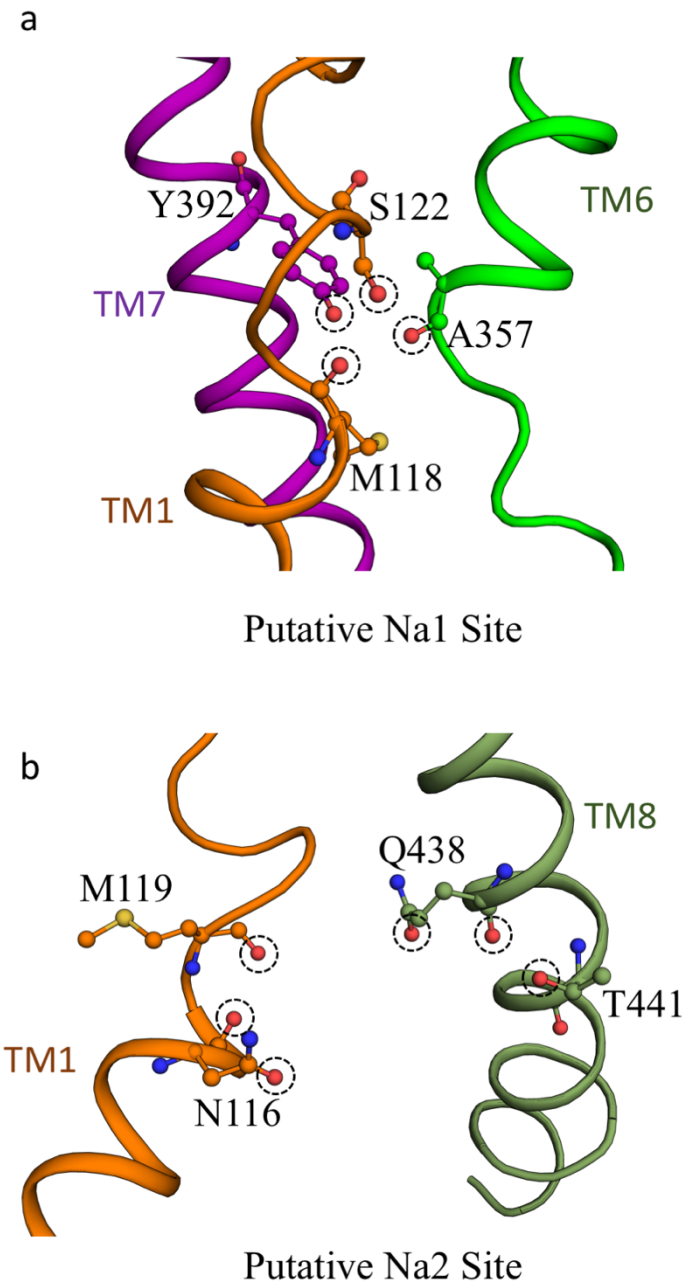 a
Y392
S122
TM6
TM7
A357
M118
TM1
Putative Na1 Site
b
TM8
Q438
M119
T441
TM1
N116
Putative Na2 Site